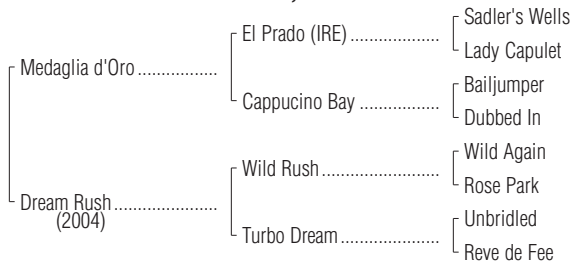 Sadler's Wells
El Prado (IRE) ...................
Lady Capulet
Medaglia d'Oro .................
Bailjumper
Cappucino Bay ................
Dubbed In
Wild Again
Wild Rush .........................
Rose Park
Dream Rush ......................
(2004)
Unbridled
Turbo Dream .....................
Reve de Fee